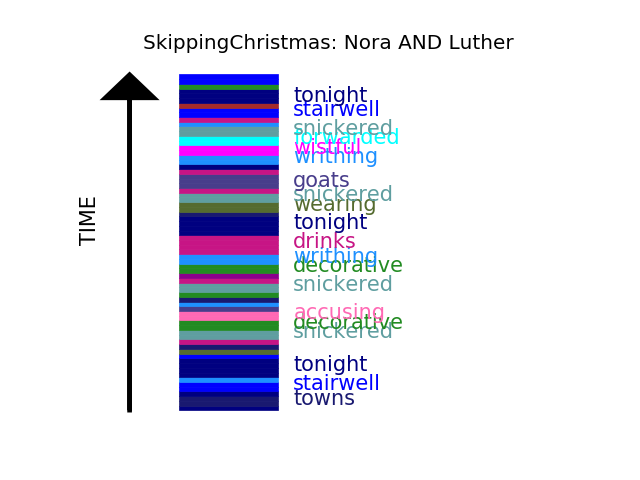 SkippingChristmas: Nora AND Luther
TIME
tonight
stairwell
snickered
forwarded
wistful
writhing
goats
snickered
wearing
tonight
drinks
writhing
decorative
snickered
accusing
decorative
snickered
tonight
stairwell
towns